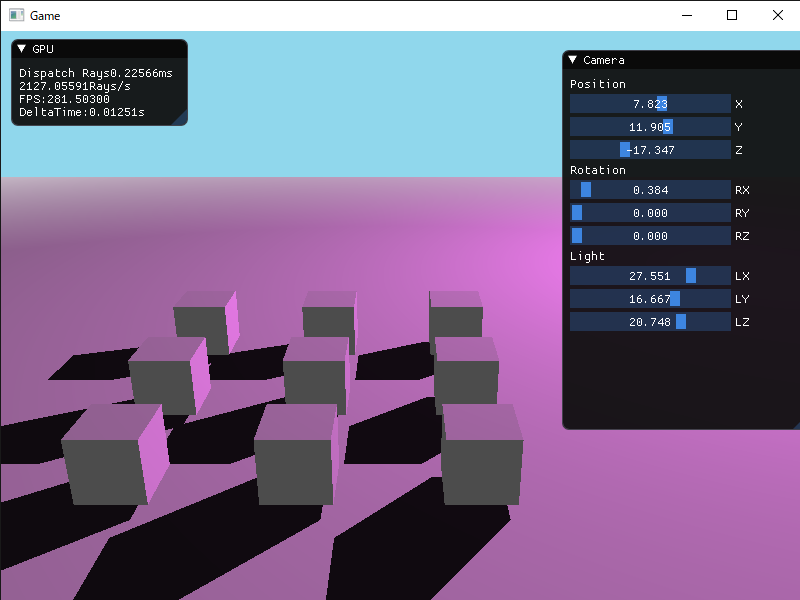 Game
GPU
Dispatch Rays0.22566ms
2127.05591Rays/s
FPS:281.50300
DeltaTime:0.01251s
Camera
Position
7.823 X
11.905 Y
-17.347 Z
Rotation
0.384 RX
0.000 RY
0.000 RZ
Light
27.551 LX
16.667 LY
20.748 LZ